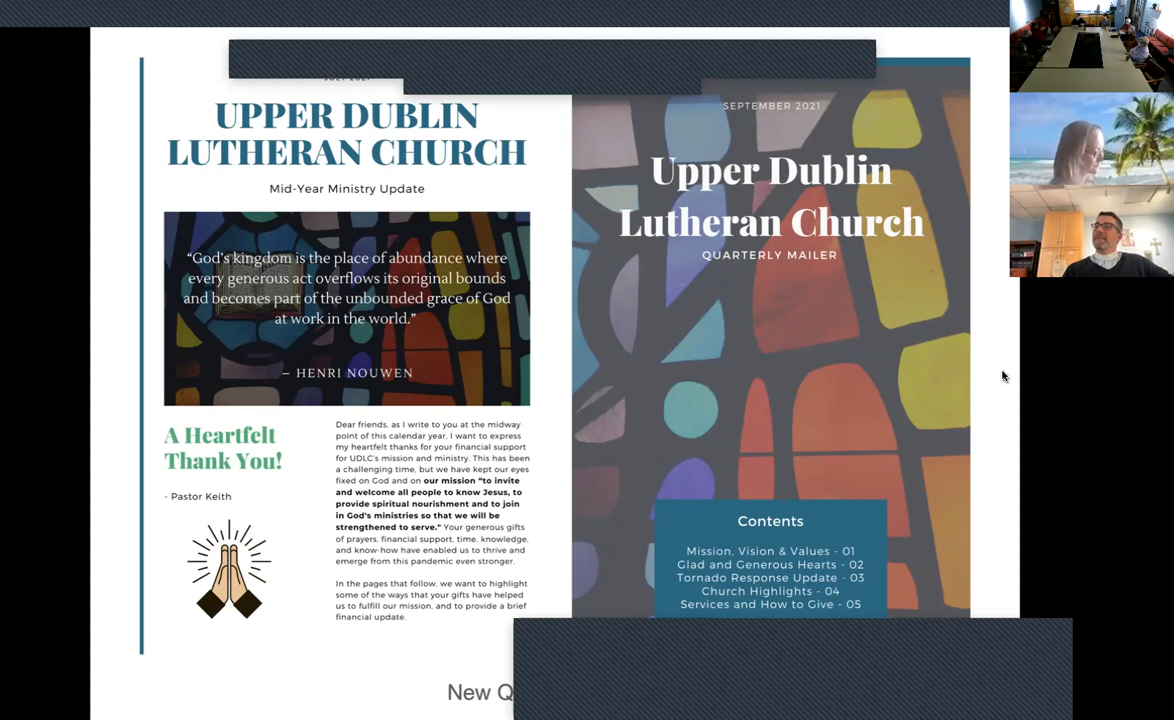 UPPER DUBLIN
LUTHERAN CHURCH
Mid-Year Ministry Update
“God’s kingdom is the place of abundance where
every generous act overflows its original bounds
and becomes part of the unbounded grace of God
at work in the world.”
– HENRI NOUWEN
A Heartfelt
Thank You!
- Pastor Keith
Dear friends, as I write to you at the midway
point of this calendar year, I want to express
my heartfelt thanks for your financial support
for UDLC's mission and ministry. This has been
a challenging time, but we have kept our eyes
fixed on God and on our mission “to invite
and welcome all people to know Jesus, to
provide spiritual nourishment and to join
in God's ministries so that we will be
strengthened to serve.” Your generous gifts
of prayers, financial support, time, knowledge,
and know-how have enabled us to thrive and
emerge from this pandemic even stronger.
In the pages that follow, we want to highlight
some of the ways that your gifts have helped
us to fulfill our mission, and to provide a brief
financial update.
SEPTEMBER 2021
Upper Dublin
Lutheran Church
QUARTERLY MAILER
Contents
Mission, Vision & Values - 01
Glad and Generous Hearts - 02
Tornado Response Update - 03
Church Highlights - 04
Services and How to Give - 05
New Q